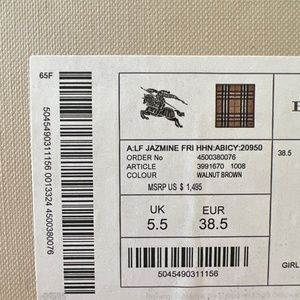 65F
5045490311156 0013324 4500380076
A:LF JAZMINE FRI HHN:ABICY:20950
ORDER No 4500380076
ARTICLE 3991670 1008
COLOUR WALNUT BROWN
MSRP US $ 1,495
UK EUR
5.5 38.5
5045490311156
38.5
GIRL